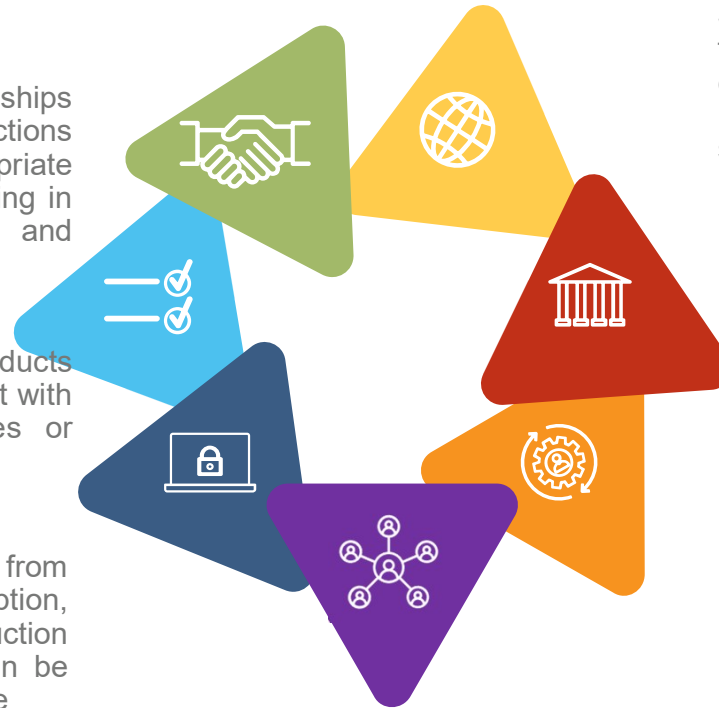 ships
ctions
priate
ng in
and
ducts
t with
es or
from
ption,
uction
n be
e